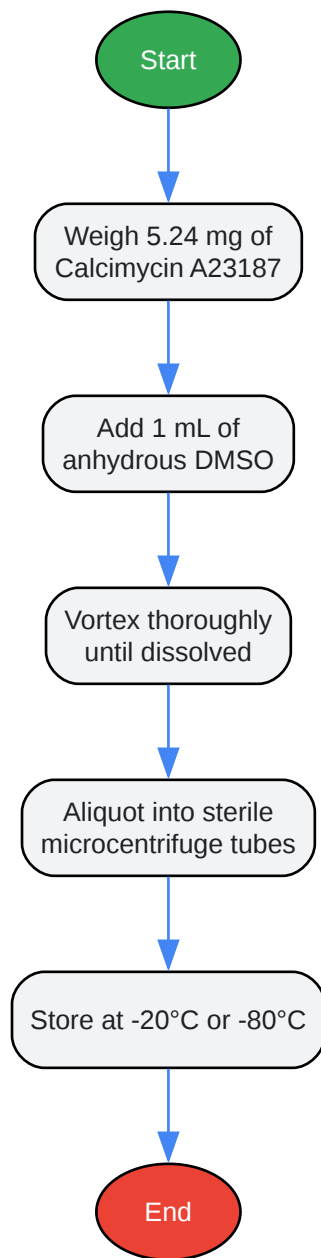 Start
Weigh 5.24 mg of
Calcimycin A23187
Add 1 mL of
anhydrous DMSO
Vortex thoroughly
until dissolved
Aliquot into sterile
microcentrifuge tubes
Store at -20°C or -80°C
End